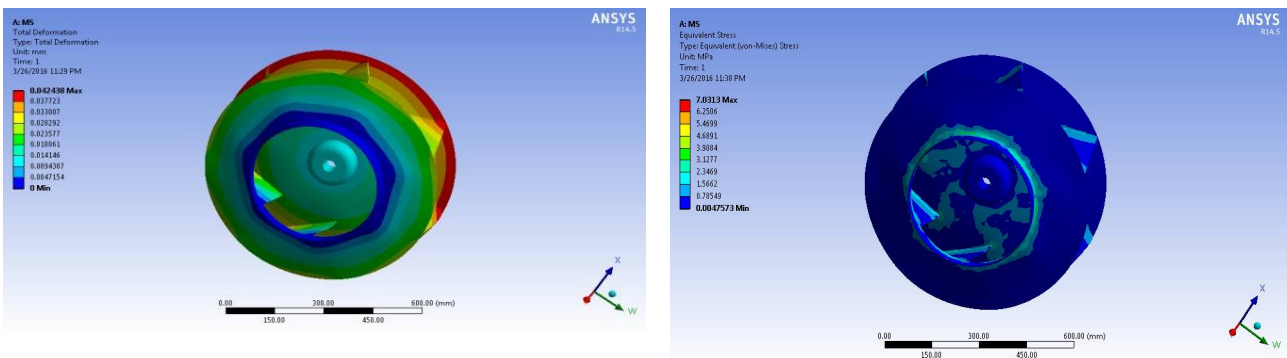 A: MS
Total Deformation
Type: Total Deformation
Unit: mm
Time: 1
3/26/2016 11:29 PM
0.042438 Max
0.037723
0.033007
0.028292
0.023577
0.018861
0.014146
0.0094307
0.0047154
0 Min
ANSYS
R14.5
0.00
300.00
600.00 (mm)
150.00
450.00
X
W
A: MS
Equivalent Stress
Type: Equivalent (von-Mises) Stress
Unit: MPa
Time: 1
3/26/2016 11:30 PM
7.0313 Max
6.2506
5.4699
4.6891
3.9084
3.1277
2.3469
1.5662
0.78549
0.0047573 Min
ANSYS
R14.5
0.00
300.00
600.00 (mm)
150.00
450.00
X
W